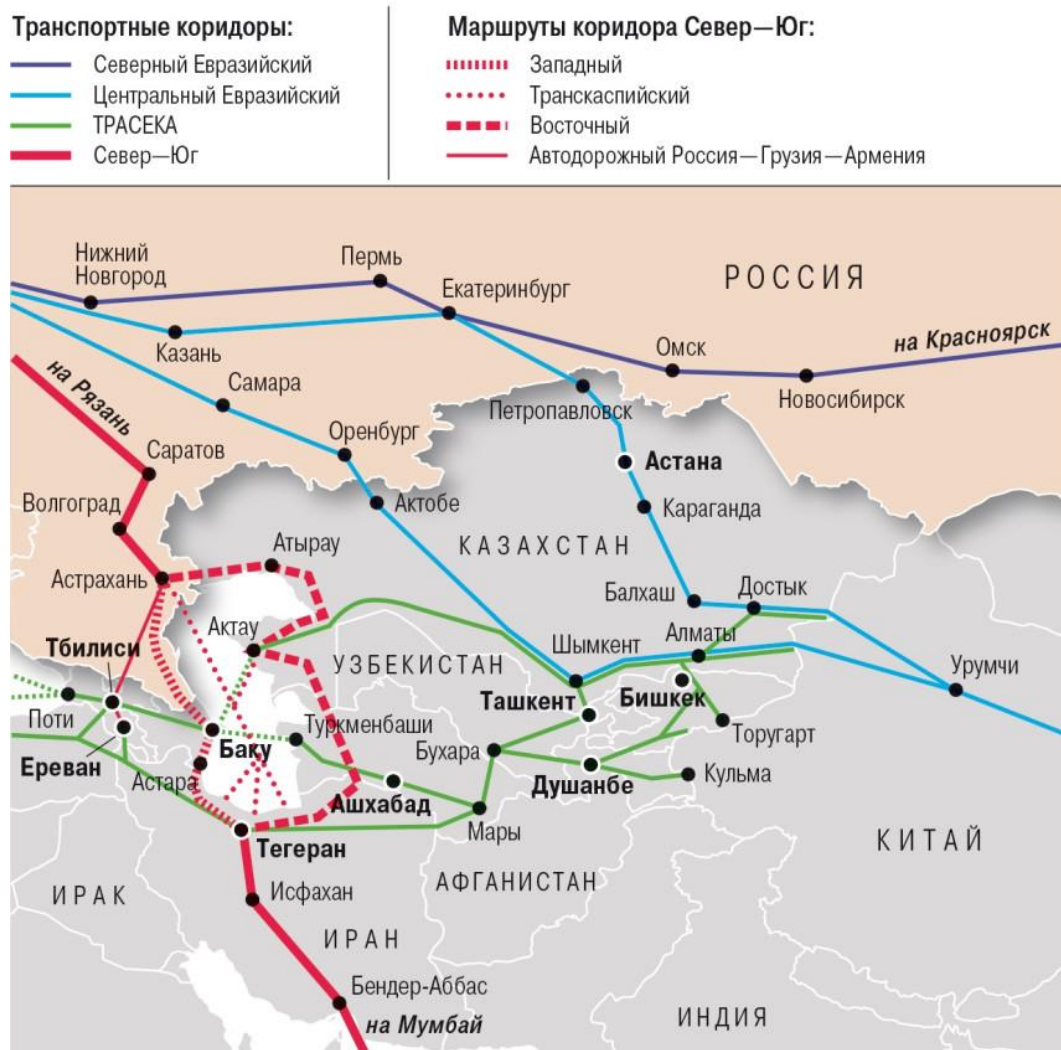 Транспортные коридоры:
Северный Евразийский
Центральный Евразийский
ТРАСЕКА
Север—Юг
Маршруты коридора Север—Юг:
Западный
Транскаспийский
Восточный
Автодорожный Россия—Грузия—Армения
Нижний
Новгород
Пермь
Екатеринбург
РОССИЯ
Казань
Омск
на Красноярск
на Рязань
Самара
Петропавловск
Новосибирск
Саратов
Оренбург
Астана
Волгоград
Актобе
Караганда
Атырау
КАЗАХСТАН
Астрахань
Балхаш
Достык
Актау
Шымкент
Алматы
Тбилиси
УЗБЕКИСТАН
Урумчи
Ташкент
Бишкек
Поти
Туркменбаши
Торугарт
Баку
Бухара
Ереван
Астара
Душанбе
Кульма
Ашхабад
Мары
Тегеран
КИТАЙ
АФГАНИСТАН
ИРАК
Исфахан
ИРАН
Бендер-Аббас
на Мумбай
ИНДИЯ